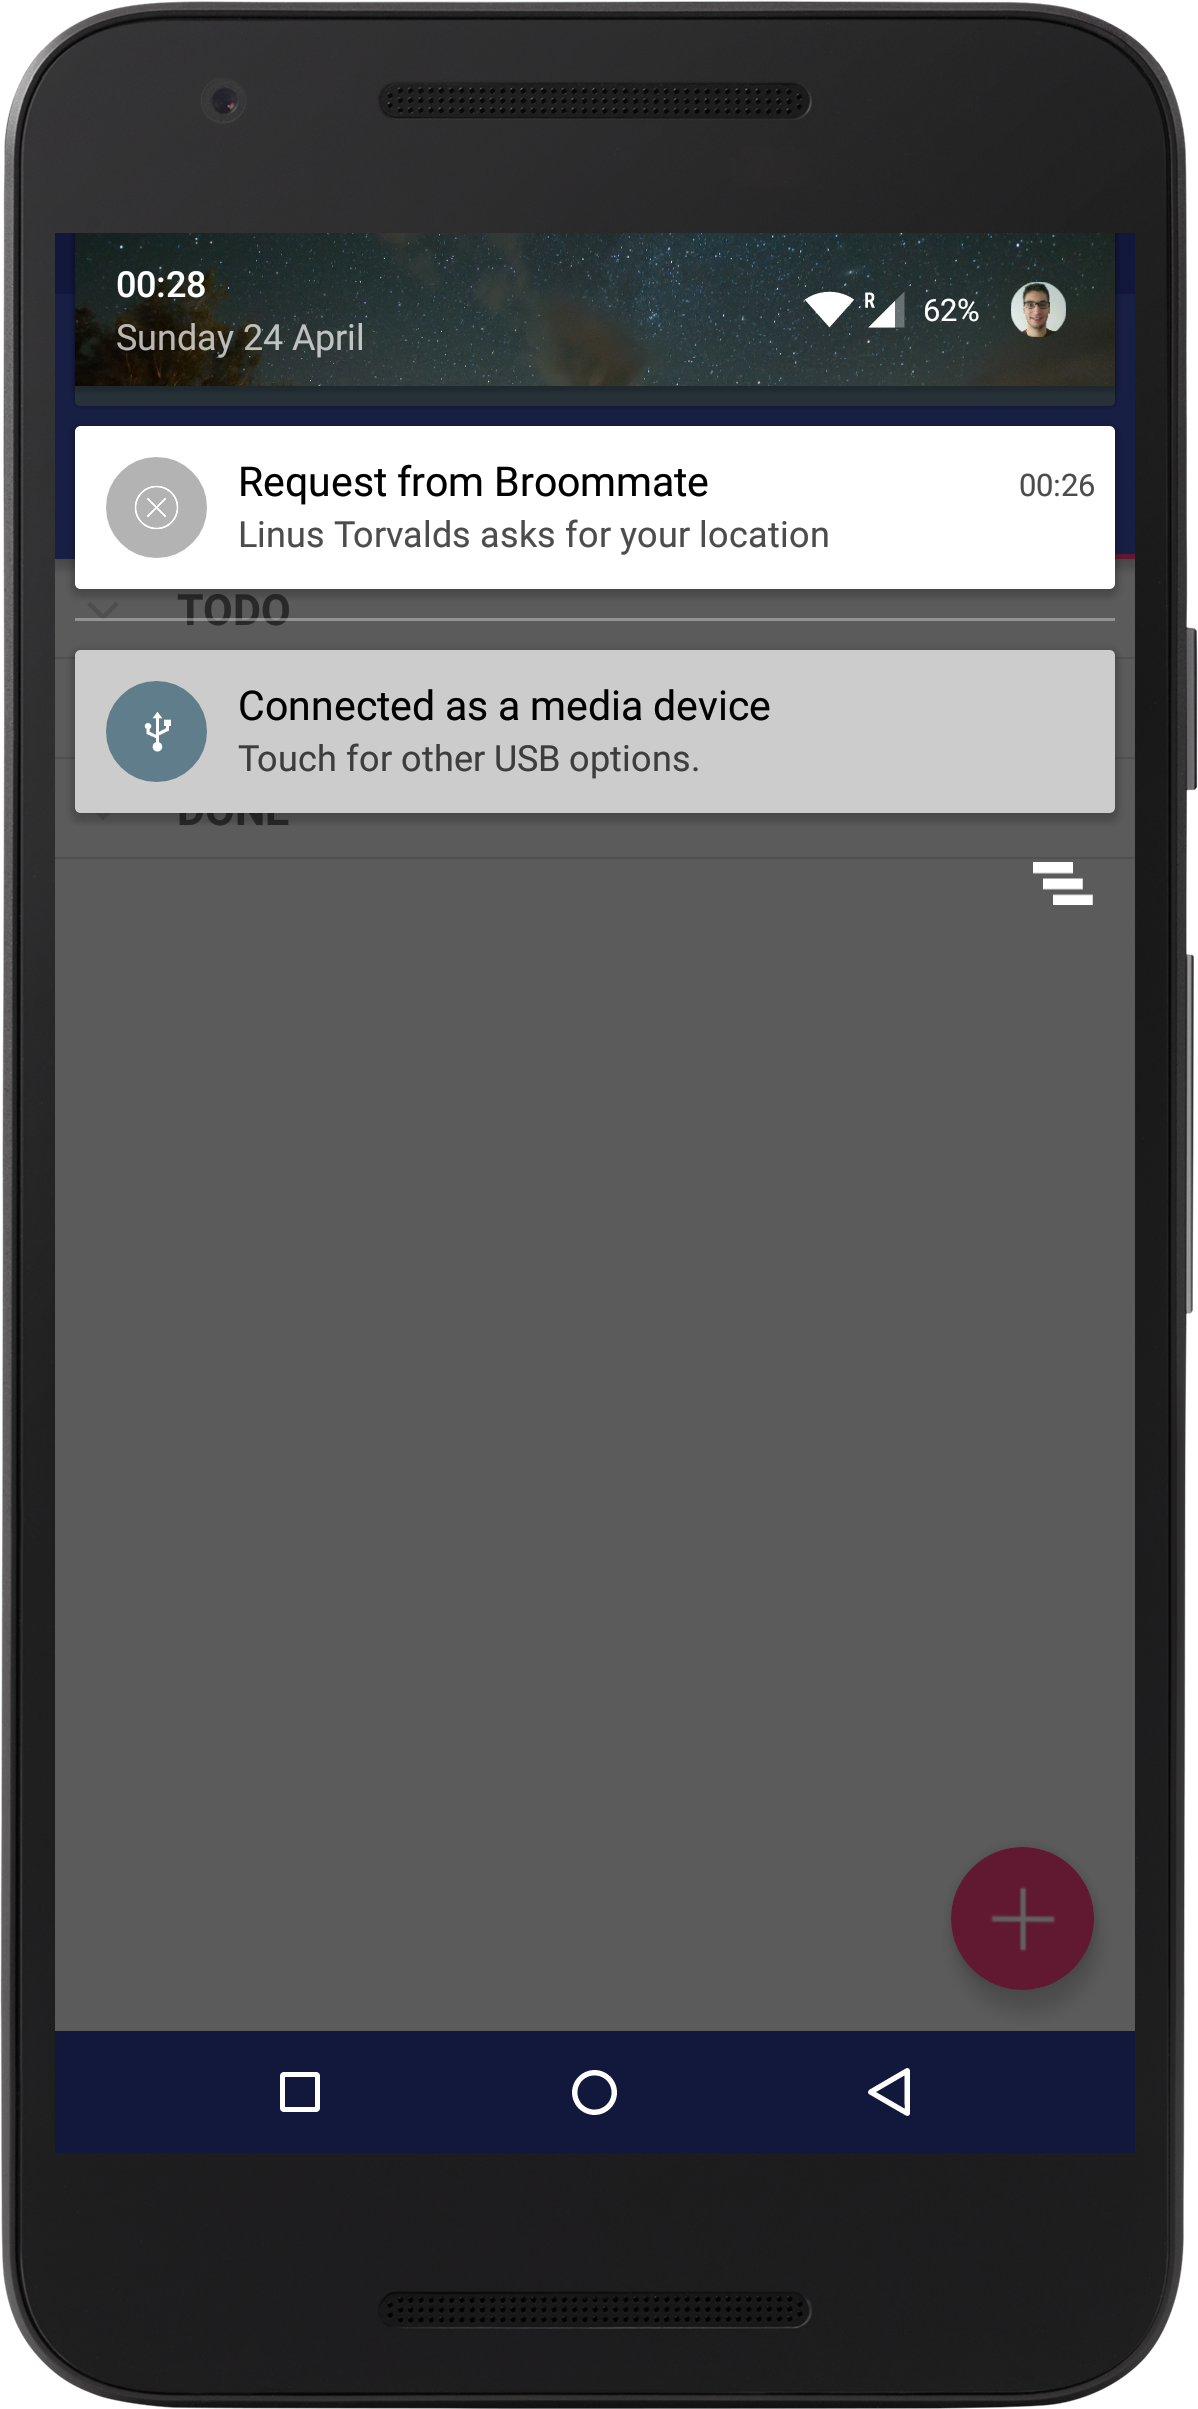 00:28
Sunday 24 April
R
62%
Request from Broommate
00:26
Linus Torvalds asks for your location
TODO
Connected as a media device
Touch for other USB options.
DONE